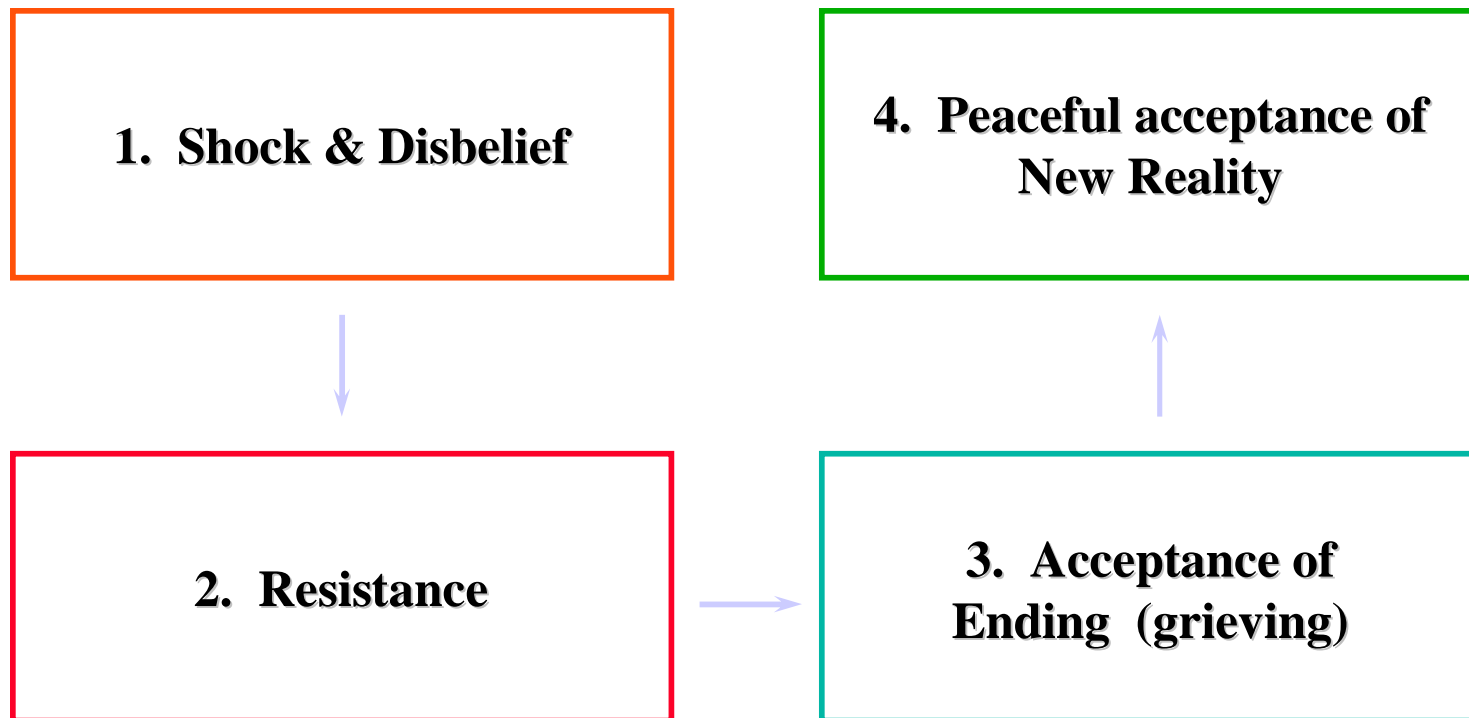 1. Shock & Disbelief
2. Resistance
3. Acceptance of
Ending (grieving)
4. Peaceful acceptance of
New Reality